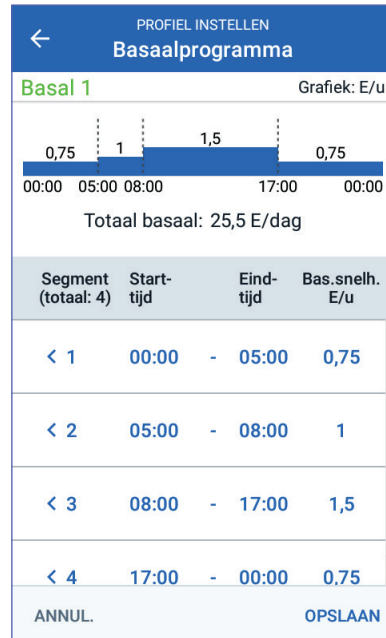 PROFIEL INSTELLEN
Basaalprogramma
Basal 1 Grafiek: E/u
0,75 1 1,5 0,75
00:00 05:00 08:00 17:00 00:00
Totaal basaal: 25,5 E/dag
Segment Start- Eind- Bas.snelh.
(totaal: 4) tijd tijd E/u
< 1 00:00 - 05:00 0,75
< 2 05:00 - 08:00 1
< 3 08:00 - 17:00 1,5
< 4 17:00 - 00:00 0,75
ANNUL. OPSLAAN